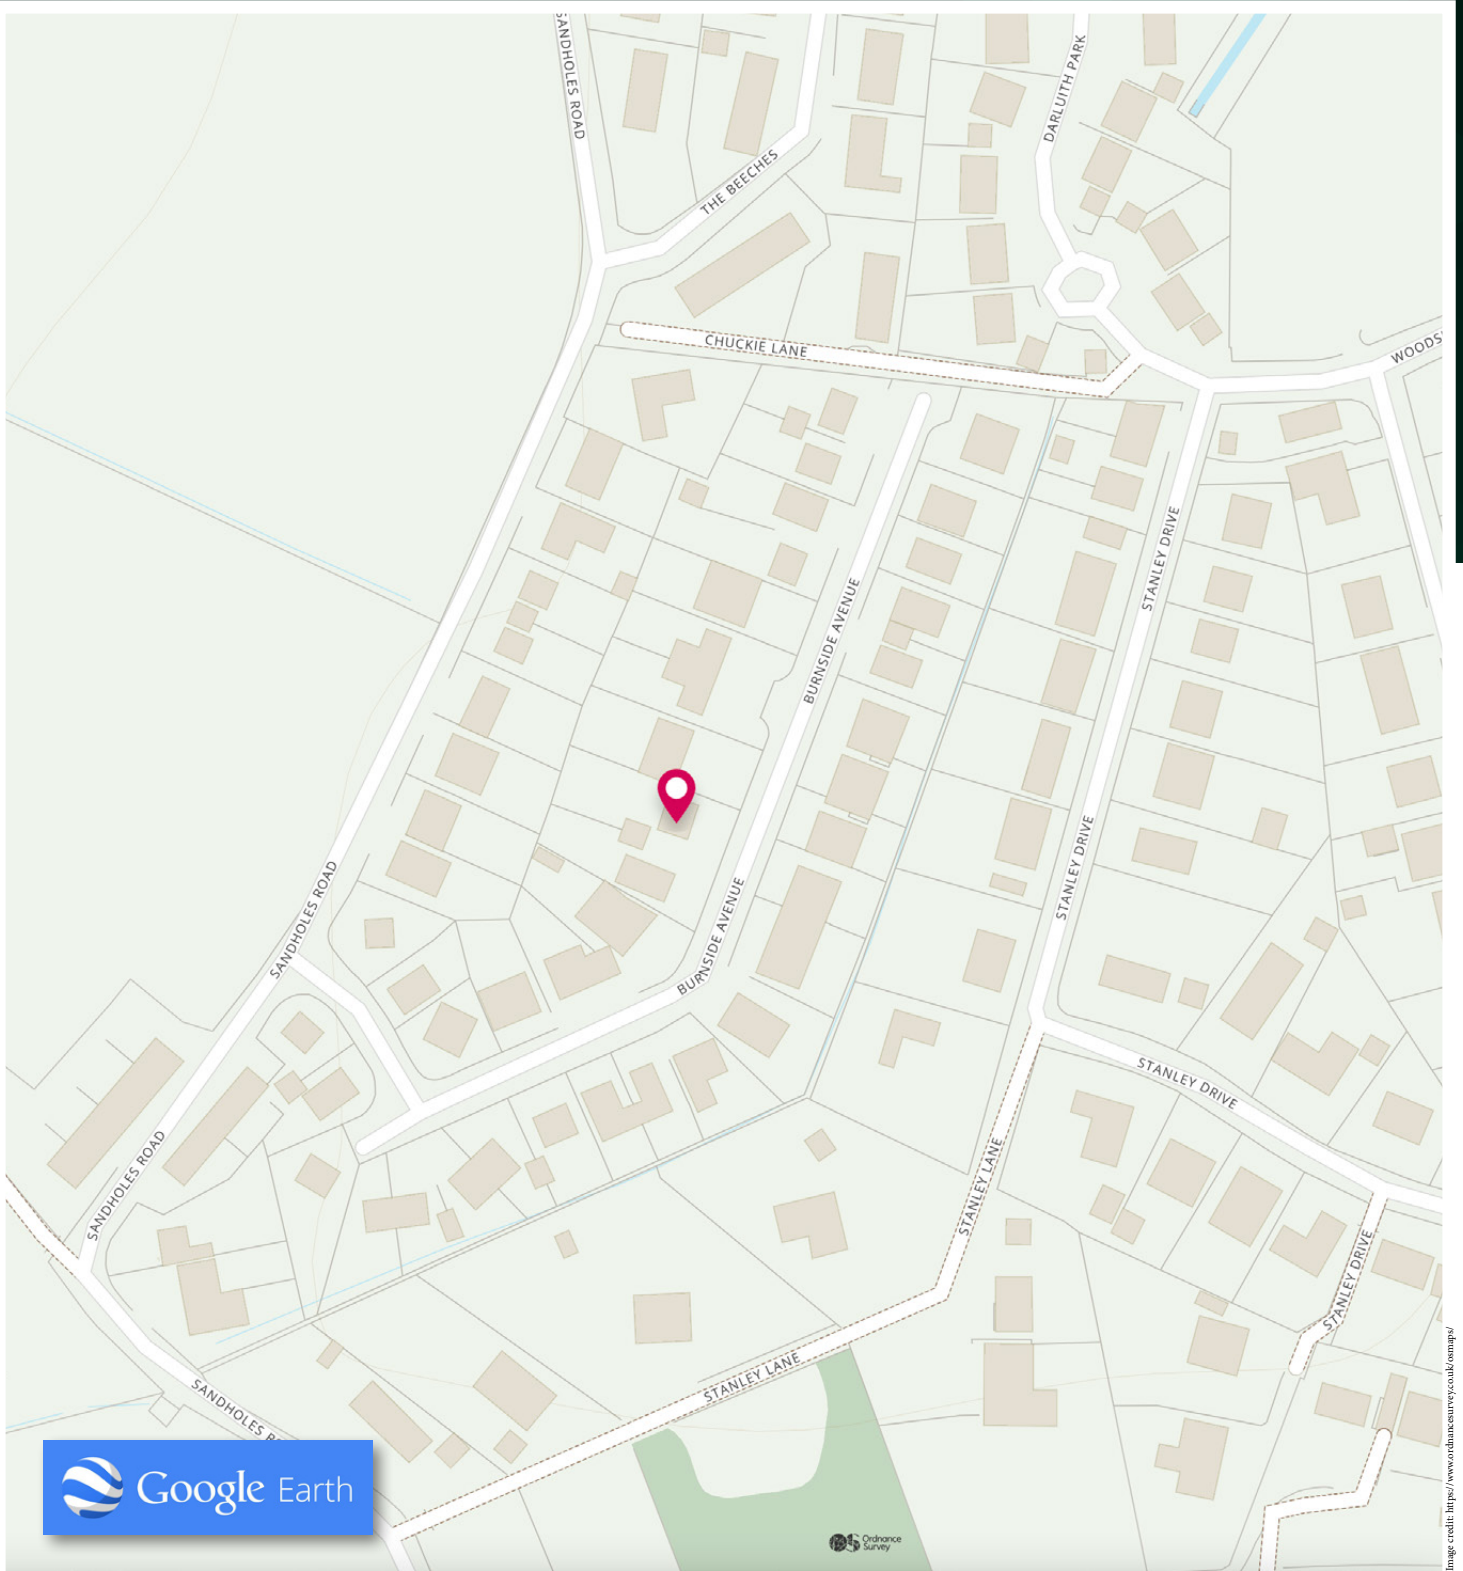 SANDHOLES ROAD
DARLUITH PARK
THE BEECHES
CHUCKIE LANE
WOODS
STANLEY DRIVE
BURNSIDE AVENUE
STANLEY DRIVE
SANDHOLES ROAD
BURNSIDE AVENUE
STANLEY DRIVE
SANDHOLES ROAD
STANLEY LANE
STANLEY DRIVE
STANLEY LANE
SANDHOLES R
Google Earth
Ordnance
Survey
Image credit: https://www.ordnancesurvey.co.uk/osmaps/